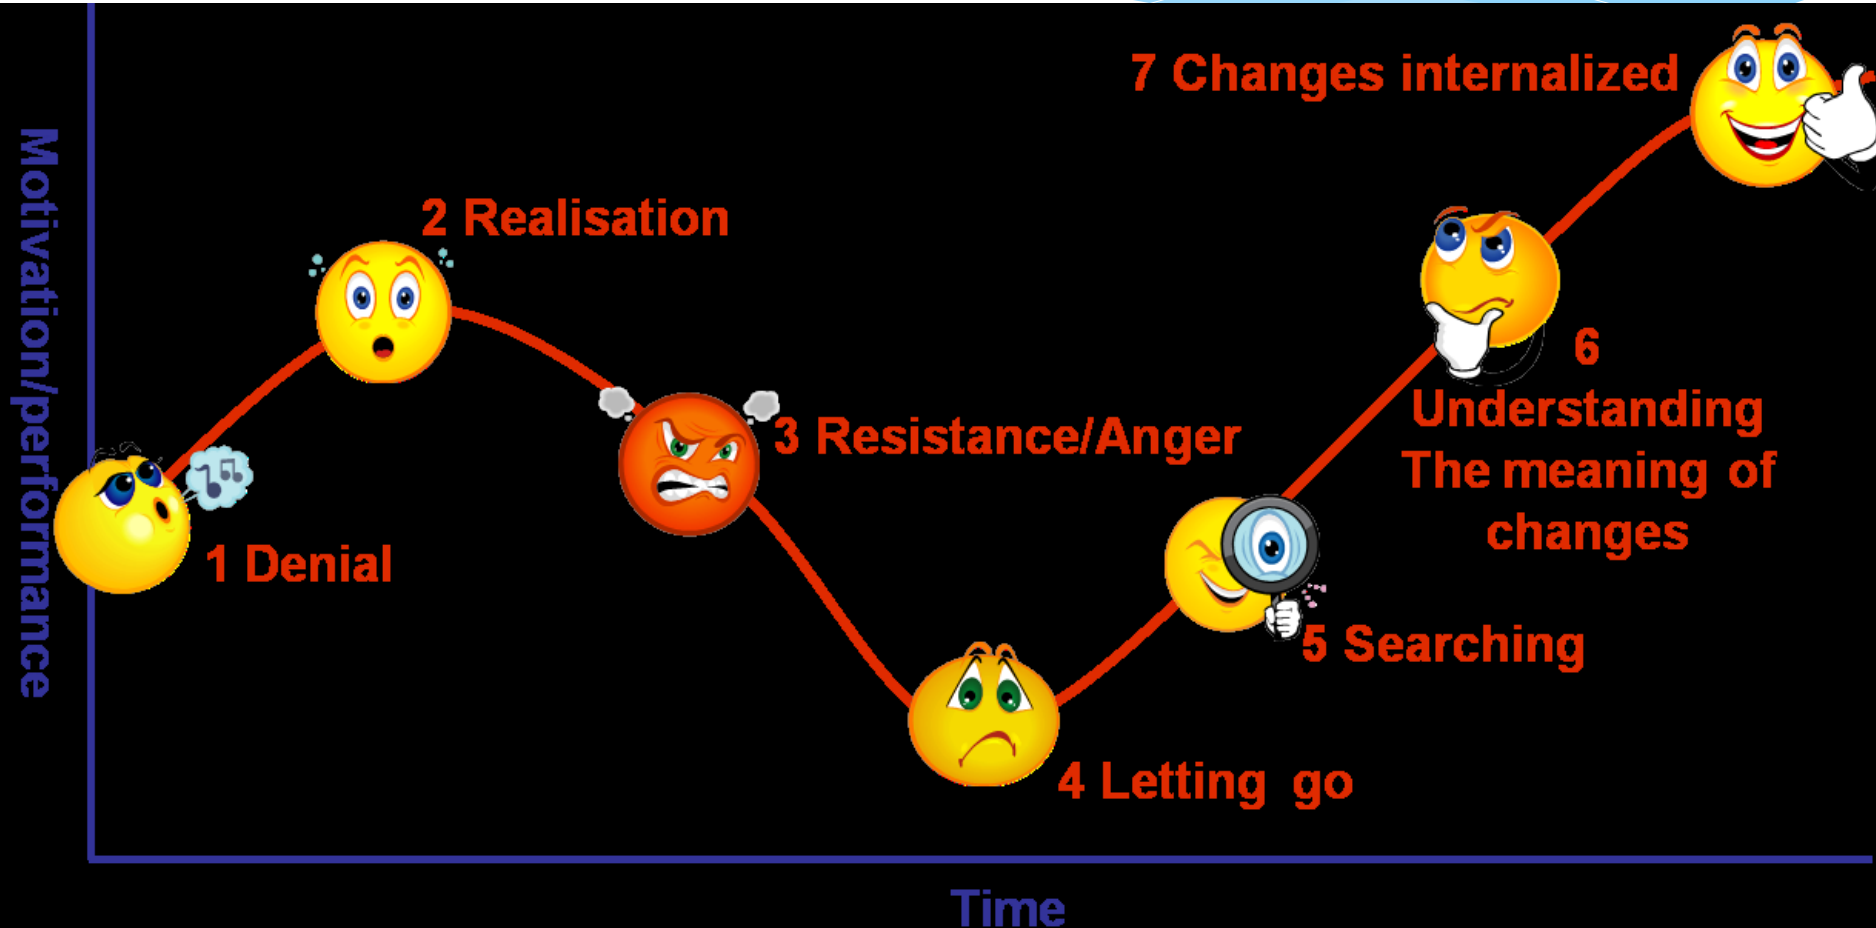 Motivation/performance
7 Changes internalized
2 Realisation
3 Resistance/Anger
1 Denial
6
Understanding
The meaning of
changes
5 Searching
4 Letting go
Time